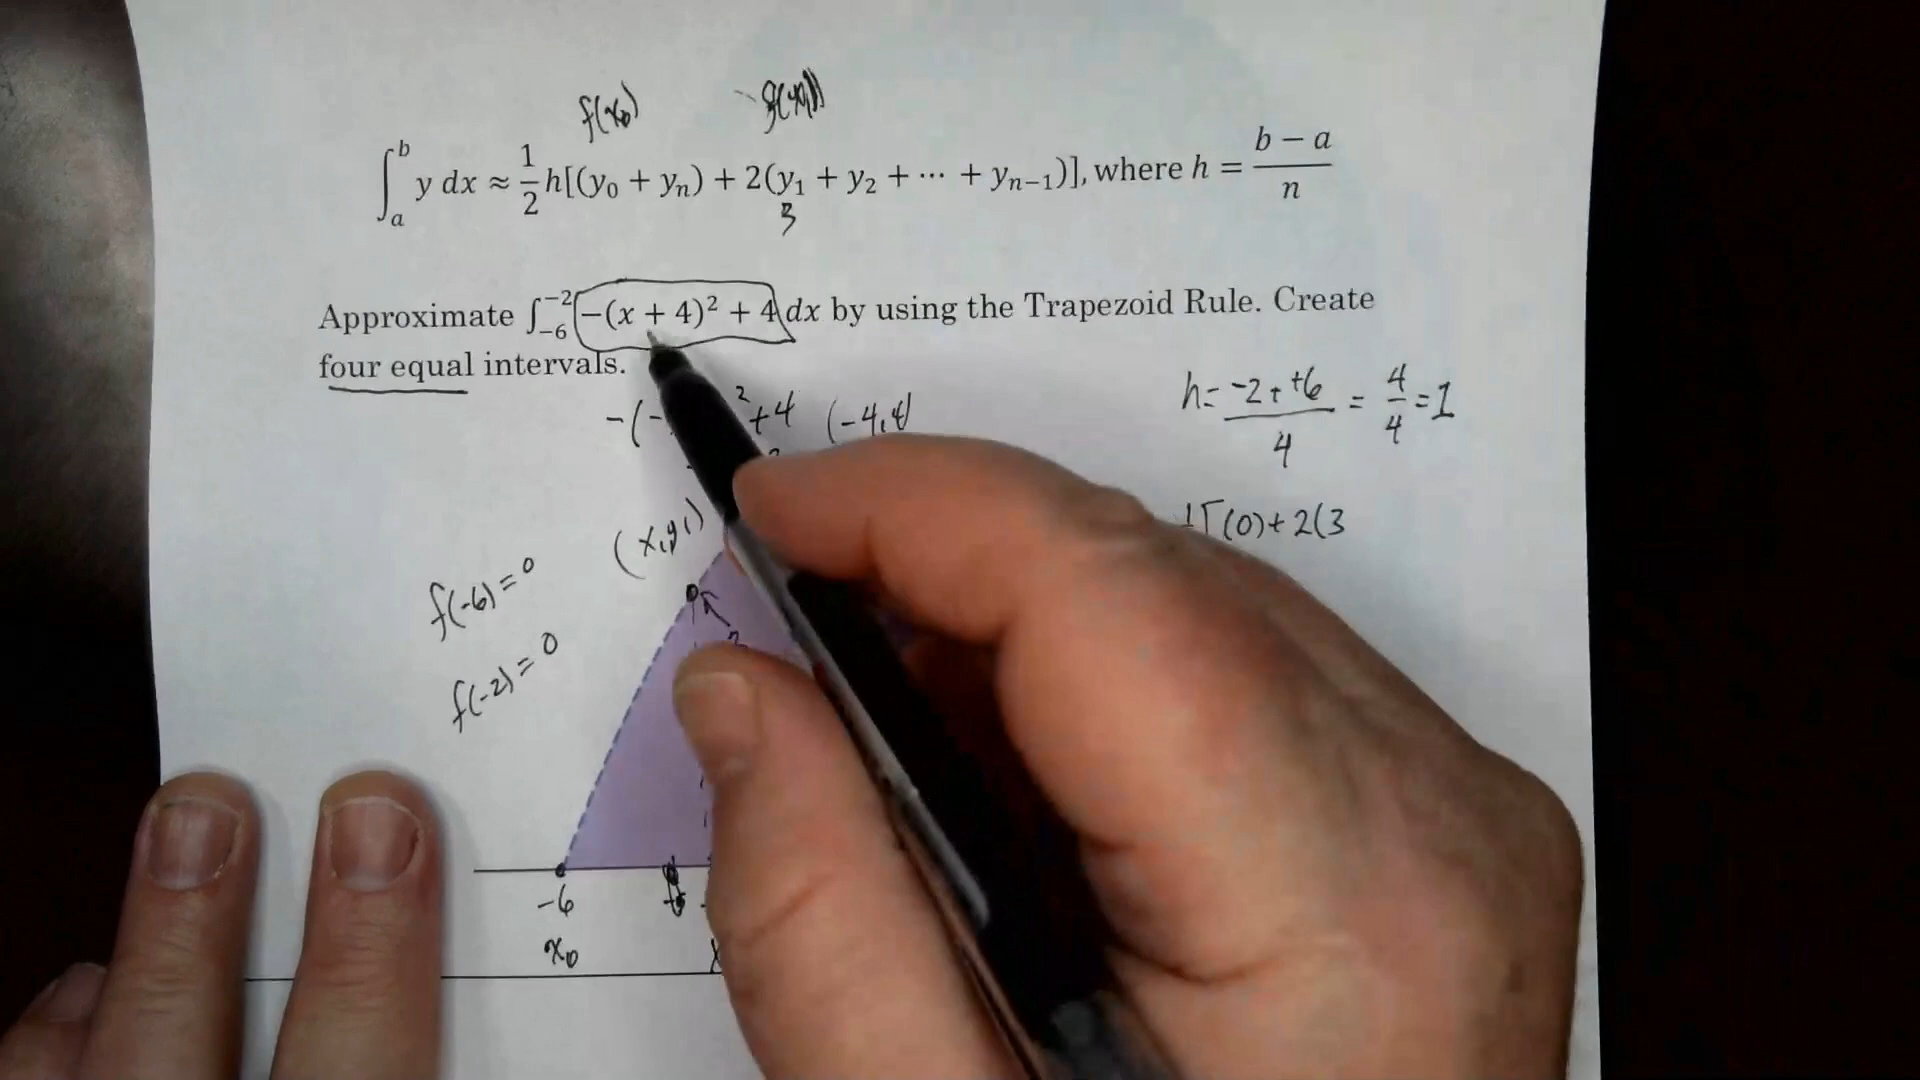 f(x₀)
∫ₐᵇ y dx ≈ ½h[(y₀ + yₙ) + 2(y₁ + y₂ + ⋯ + yₙ₋₁)], where h = (b − a)/n
3
Approximate ∫₋₆⁻² −(x + 4)² + 4 dx by using the Trapezoid Rule. Create
four equal intervals.
h = (-2 + +6)/4 = 4/4 = 1
-(- ² +4 (-4,4)
(x₁y₁)
(0) + 2(3
f(-6) = 0
f(-2) = 0
-6
x₀